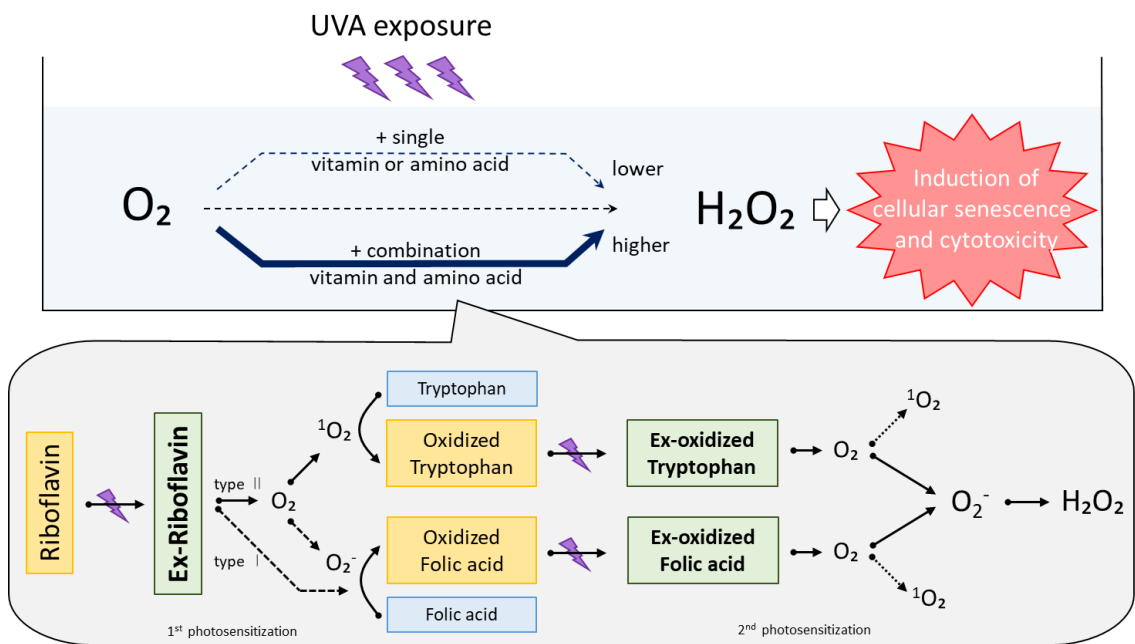 UVA exposure
+ single
vitamin or amino acid
lower
O₂
H₂O₂
Induction of
cellular senescence
and cytotoxicity
higher
+ combination
vitamin and amino acid
Tryptophan
¹O₂
¹O₂
Oxidized
Tryptophan
Ex-oxidized
Tryptophan
O₂
Riboflavin
Ex-Riboflavin
type Ⅱ
O₂
O₂⁻
H₂O₂
type Ⅰ
O₂⁻
Oxidized
Folic acid
Ex-oxidized
Folic acid
O₂
¹O₂
Folic acid
1ˢᵗ photosensitization
2ⁿᵈ photosensitization